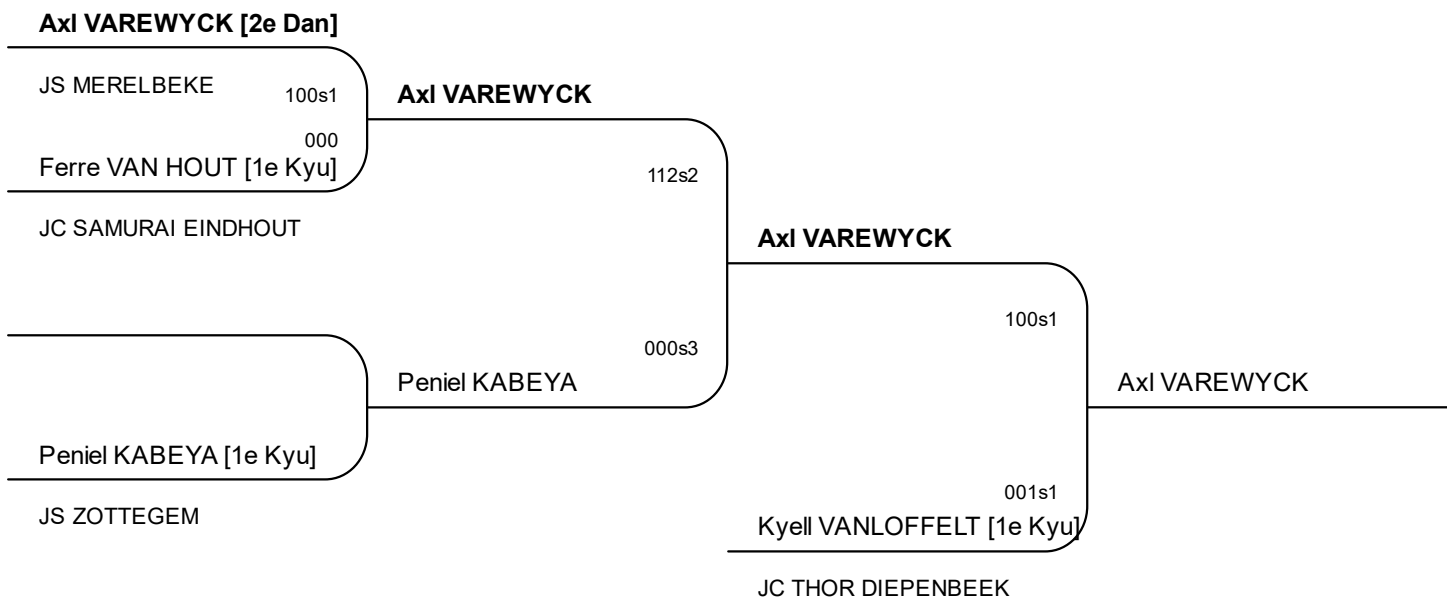 Axl VAREWYCK [2e Dan]
JS MERELBEKE
100s1
000
Ferre VAN HOUT [1e Kyu]
JC SAMURAI EINDHOUT
Peniel KABEYA [1e Kyu]
JS ZOTTEGEM
Axl VAREWYCK
112s2
000s3
Peniel KABEYA
Axl VAREWYCK
100s1
001s1
Kyell VANLOFFELT [1e Kyu]
JC THOR DIEPENBEEK
Axl VAREWYCK